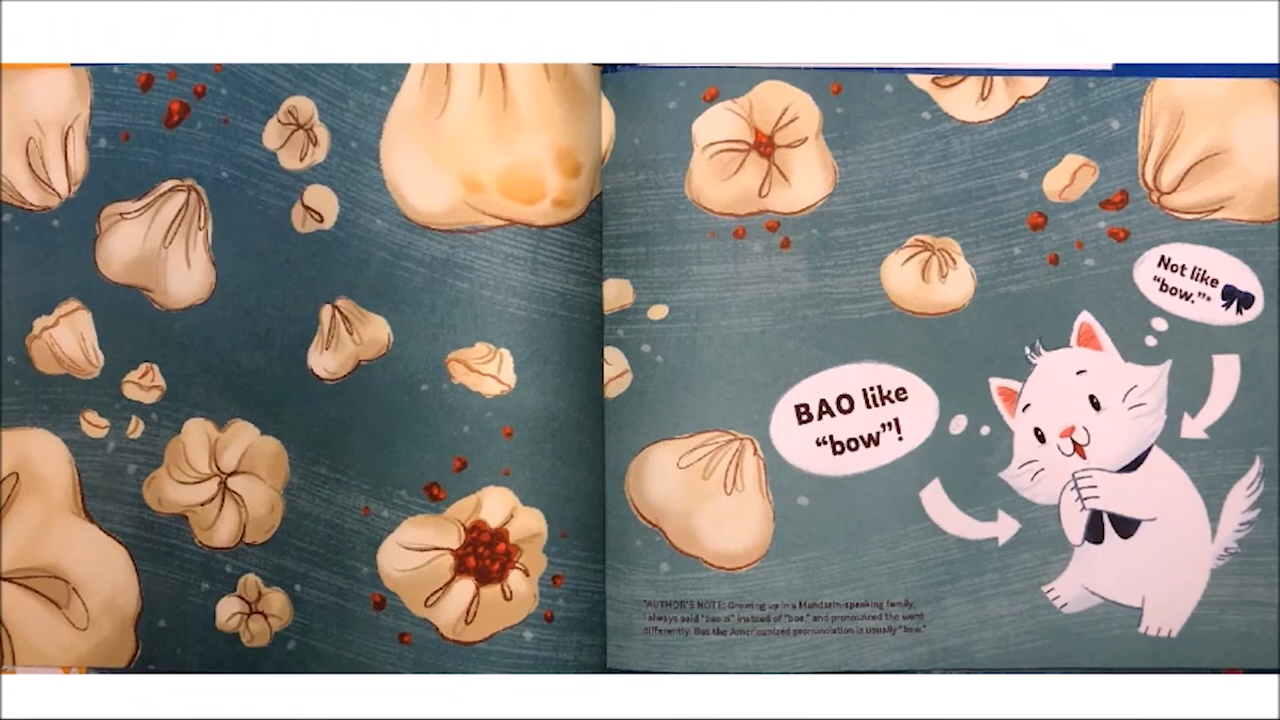 Not like
“bow.”*
BAO like
“bow”!
*AUTHOR'S NOTE: Growing up in a Mandarin-speaking family,
I always said "bao zi" instead of "bao," and pronounced the word
differently. But the Americanized pronunciation is usually "bow."